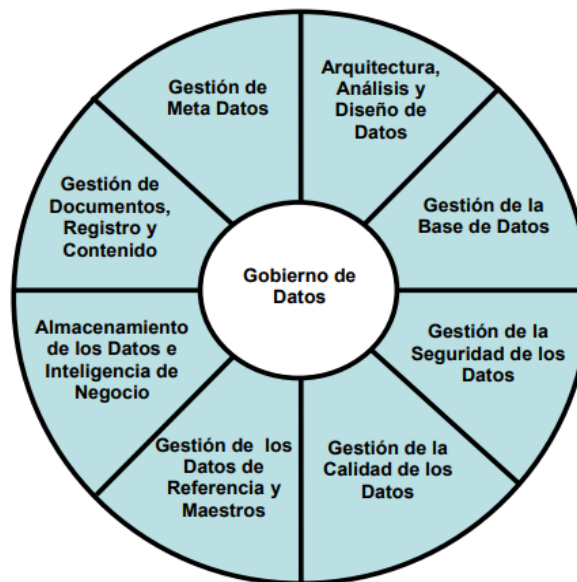 Gestión de
Meta Datos
Arquitectura,
Análisis y
Diseño de
Datos
Gestión de la
Base de Datos
Gestión de la
Seguridad de los
Datos
Gestión de la
Calidad de los
Datos
Gestión de los
Datos de
Referencia y
Maestros
Almacenamiento
de los Datos e
Inteligencia de
Negocio
Gestión de
Documentos,
Registro y
Contenido
Gobierno de
Datos